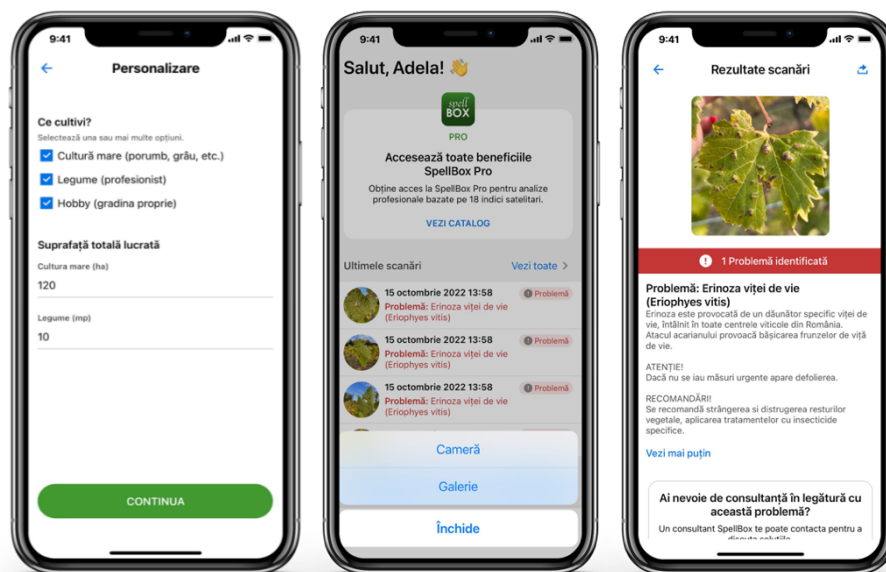 9:41
Personalizare
Ce cultivi?
Selectează una sau mai multe opțiuni.
Cultură mare (porumb, grâu, etc.)
Legume (profesionist)
Hobby (gradina proprie)
Suprafață totală lucrată
Cultura mare (ha)
120
Legume (mp)
10
CONTINUA
9:41
Salut, Adela! 👋
spell
BOX
PRO
Accesează toate beneficiile
SpellBox Pro
Obține acces la SpellBox Pro pentru analize
profesionale bazate pe 18 indici satelitari.
VEZI CATALOG
Ultimele scanări Vezi toate >
15 octombrie 2022 13:58 Problemă
Problemă: Erinoza viței de vie
(Eriophyes vitis)
15 octombrie 2022 13:58 Problemă
Problemă: Erinoza viței de vie
(Eriophyes vitis)
15 octombrie 2022 13:58 Problemă
Problemă: Erinoza viței de vie
(Eriophyes vitis)
Cameră
Galerie
Închide
9:41
Rezultate scanări
1 Problemă identificată
Problemă: Erinoza viței de vie
(Eriophyes vitis)
Erinoza este provocată de un dăunător specific viței de
vie, întâlnit în toate centrele viticole din România.
Atacul acarianului provoacă bășicarea frunzelor de viță
de vie.
ATENȚIE!
Dacă nu se iau măsuri urgente apare defolierea.
RECOMANDĂRI!
Se recomandă strângerea si distrugerea resturilor
vegetale, aplicarea tratamentelor cu insecticide
specifice.
Vezi mai puțin
Ai nevoie de consultanță în legătură cu
această problemă?
Un consultant SpellBox te poate contacta pentru a
discuta soluțiile